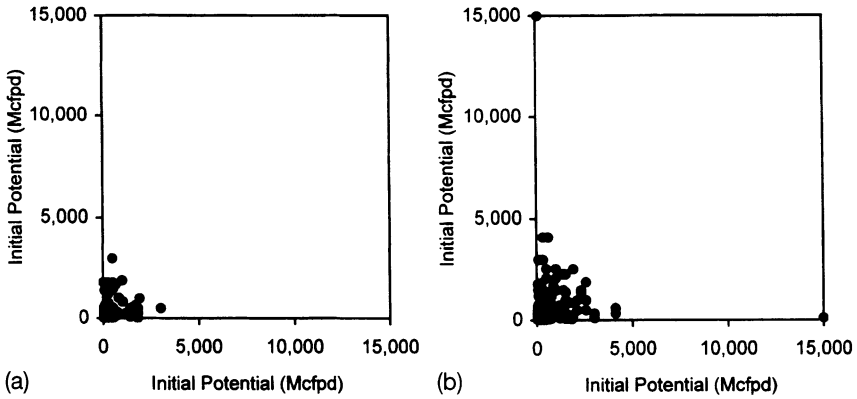 15,000
10,000
5,000
0
Initial Potential (Mcfpd)
0 5,000 10,000 15,000
Initial Potential (Mcfpd)
(a)
15,000
10,000
5,000
0
Initial Potential (Mcfpd)
0 5,000 10,000 15,000
Initial Potential (Mcfpd)
(b)